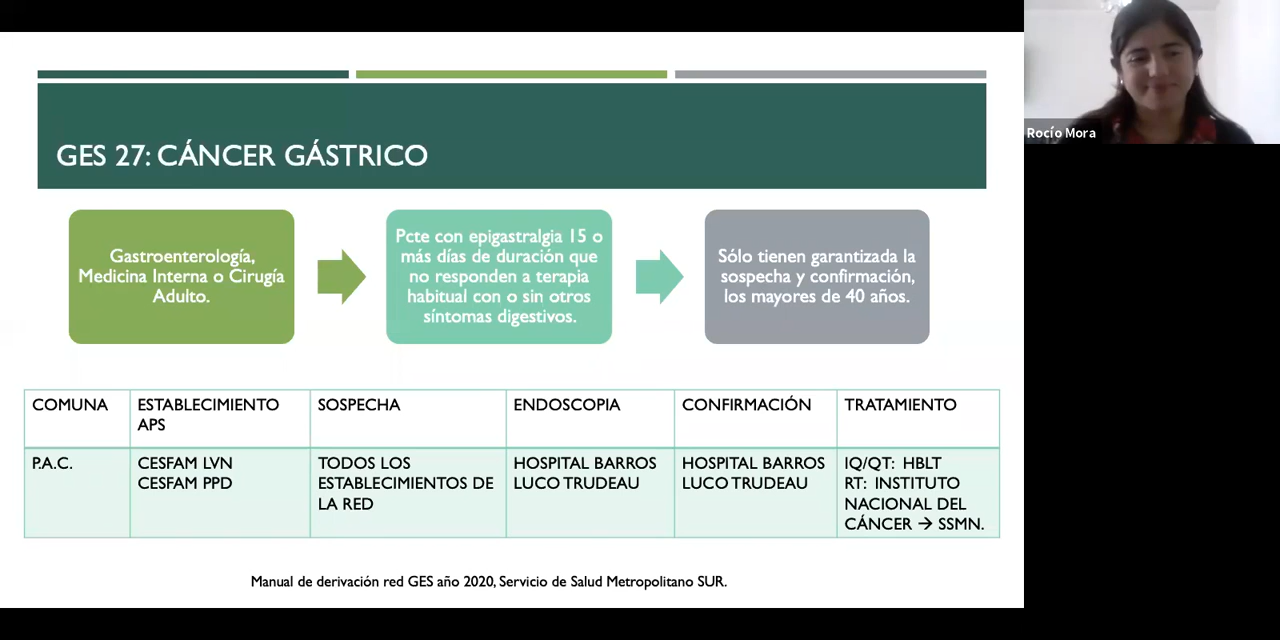 GES 27: CÁNCER GÁSTRICO
Gastroenterología,
Medicina Interna o Cirugía
Adulto.
Pcte con epigastralgia 15 o
más días de duración que
no responden a terapia
habitual con o sin otros
síntomas digestivos.
Sólo tienen garantizada la
sospecha y confirmación,
los mayores de 40 años.
COMUNA
ESTABLECIMIENTO
APS
SOSPECHA
ENDOSCOPIA
CONFIRMACIÓN
TRATAMIENTO
P.A.C.
CESFAM LVN
CESFAM PPD
TODOS LOS
ESTABLECIMIENTOS DE
LA RED
HOSPITAL BARROS
LUCO TRUDEAU
HOSPITAL BARROS
LUCO TRUDEAU
IQ/QT: HBLT
RT: INSTITUTO
NACIONAL DEL
CÁNCER → SSMN.
Manual de derivación red GES año 2020, Servicio de Salud Metropolitano SUR.
Rocío Mora